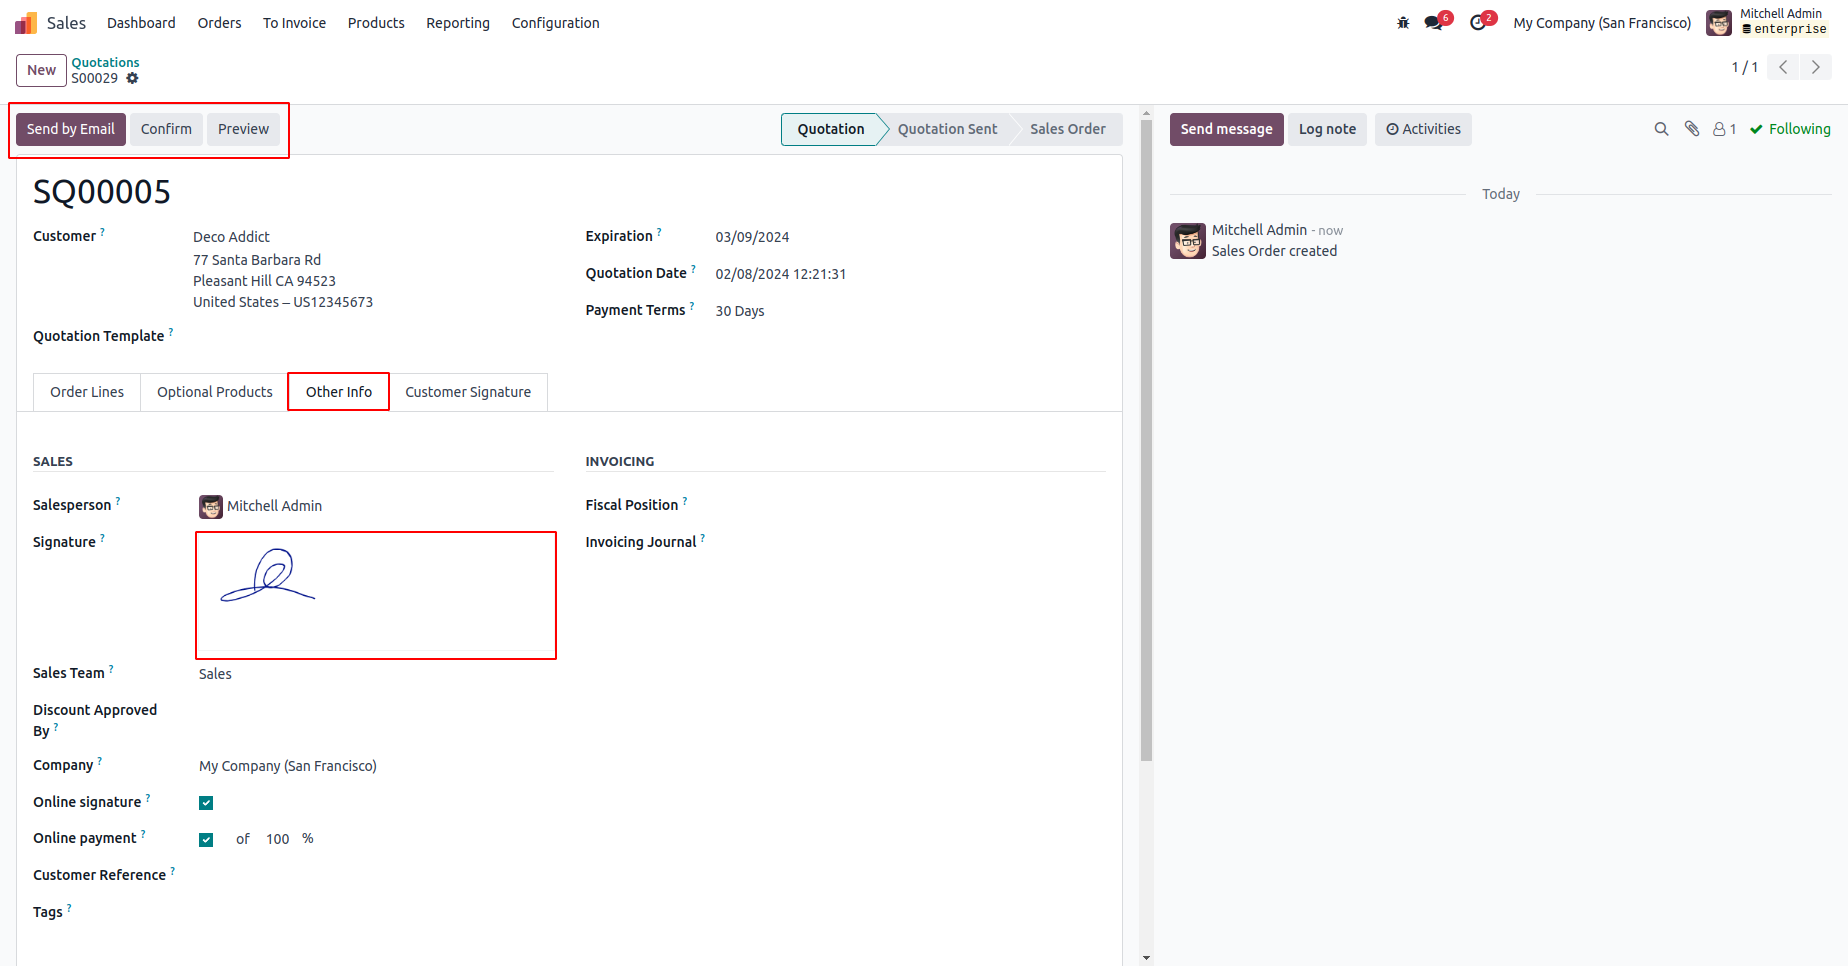 Sales Dashboard Orders To Invoice Products Reporting Configuration 6 2 My Company (San Francisco) Mitchell Admin
enterprise
New Quotations
S00029
1 / 1
Send by Email Confirm Preview Quotation Quotation Sent Sales Order
Send message Log note Activities 1 Following
SQ00005
Customer ? Deco Addict
77 Santa Barbara Rd
Pleasant Hill CA 94523
United States – US12345673
Quotation Template ?
Expiration ? 03/09/2024
Quotation Date ? 02/08/2024 12:21:31
Payment Terms ? 30 Days
Today
Mitchell Admin - now
Sales Order created
Order Lines Optional Products Other Info Customer Signature
SALES
Salesperson ? Mitchell Admin
Signature ?
Sales Team ? Sales
Discount Approved
By ?
Company ? My Company (San Francisco)
Online signature ?
Online payment ? of 100 %
Customer Reference ?
Tags ?
INVOICING
Fiscal Position ?
Invoicing Journal ?